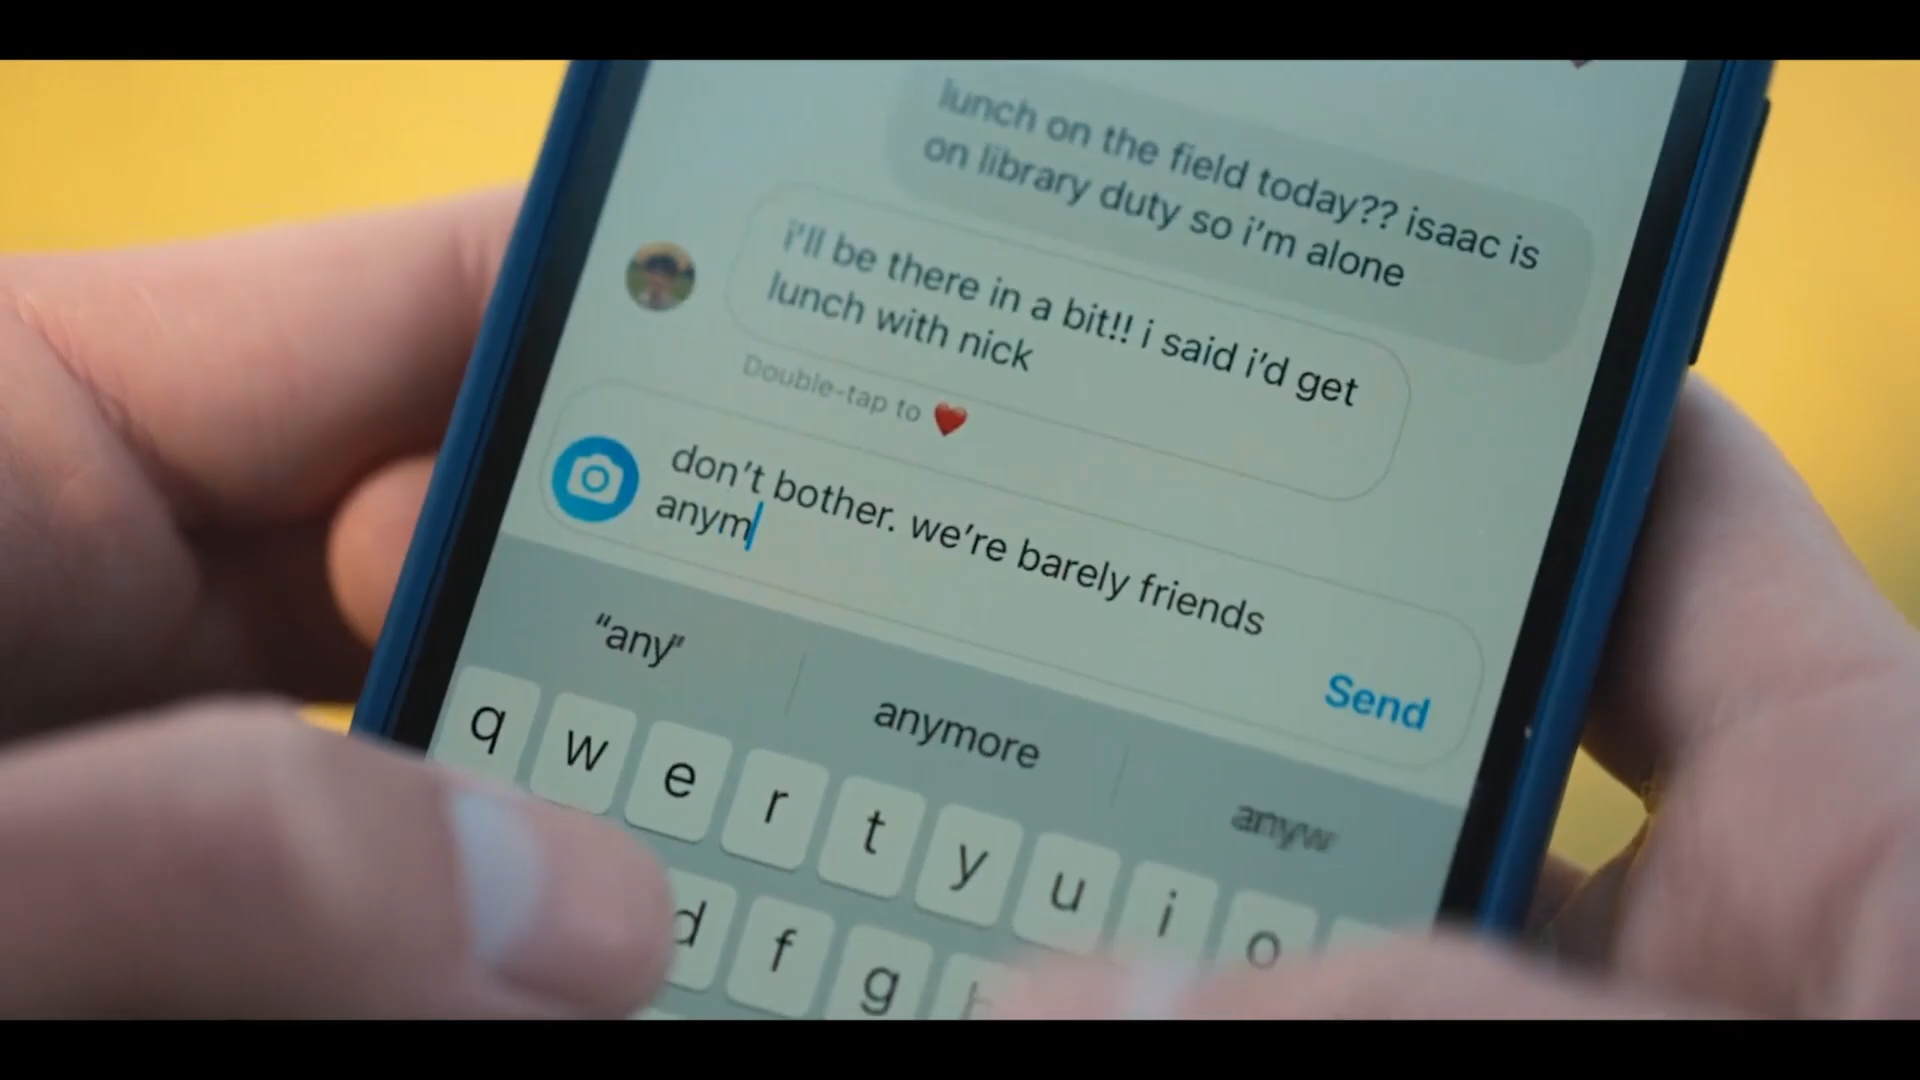 lunch on the field today?? isaac is
on library duty so i'm alone
i'll be there in a bit!! i said i'd get
lunch with nick
Double-tap to ❤️
don't bother. we're barely friends
anym
Send
"any" anymore anyw
q w e r t y u i o
d f g